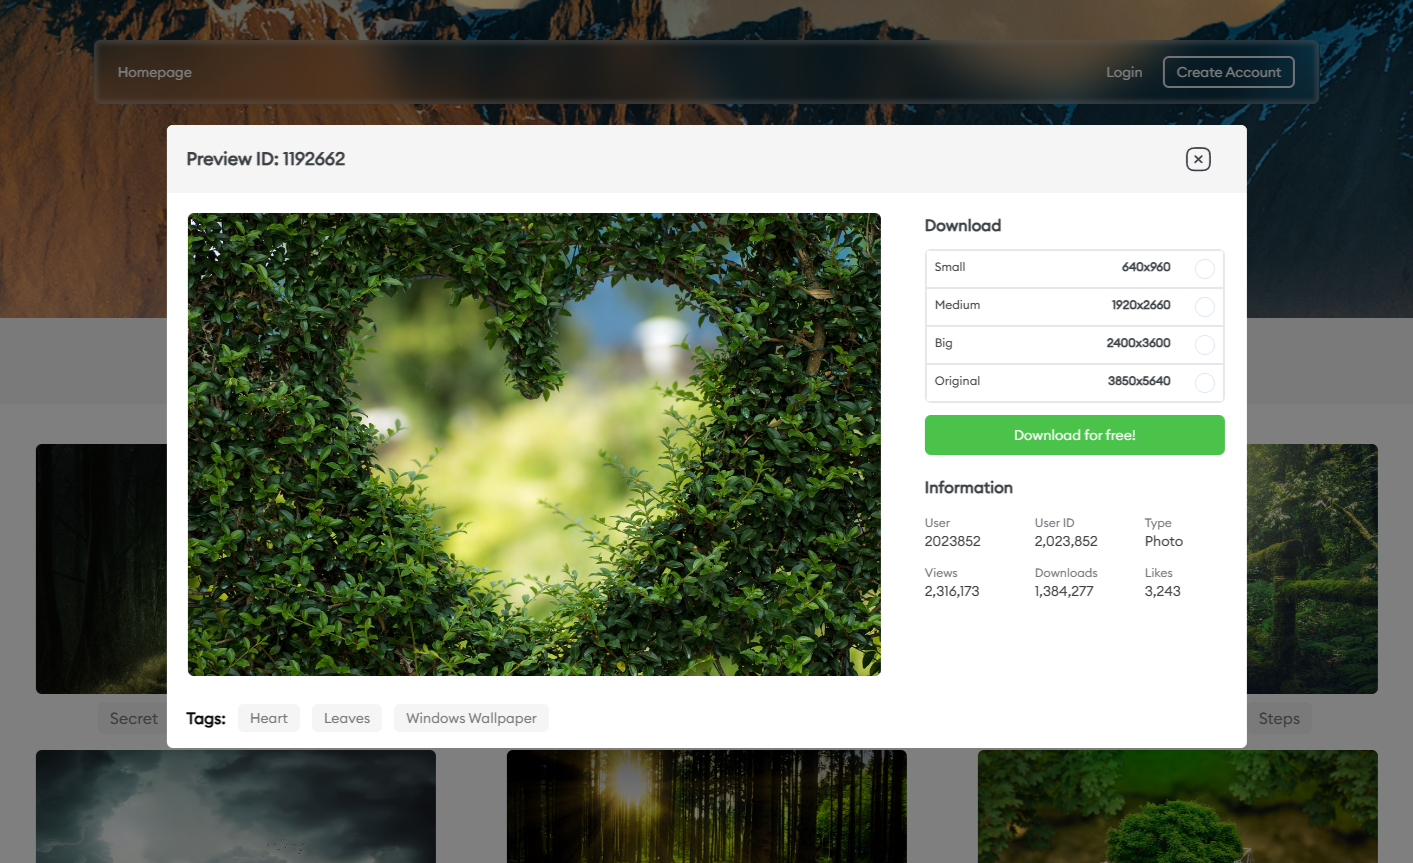 Homepage
Login
Create Account
Preview ID: 1192662
Download
Small 640x960
Medium 1920x2660
Big 2400x3600
Original 3850x5640
Download for free!
Information
User User ID Type
2023852 2,023,852 Photo
Views Downloads Likes
2,316,173 1,384,277 3,243
Tags: Heart Leaves Windows Wallpaper
Secret
Steps